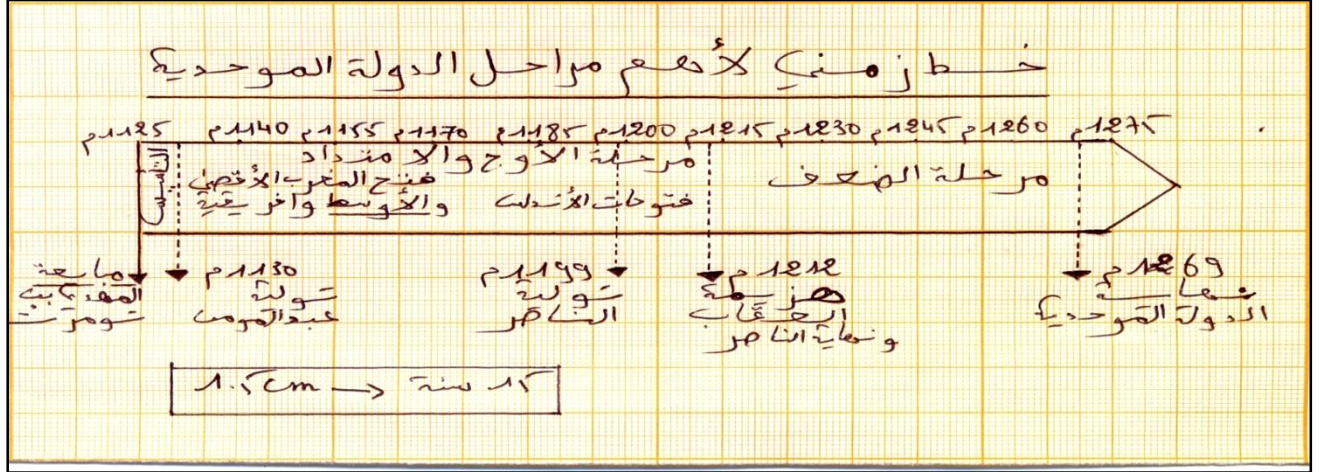 خط زمني لأهم مراحل الدولة الموحدية
1125م 1140م 1155م 1170م 1185م 1200م 1215م 1230م 1245م 1260م 1275م
التأسيس
مرحلة الأوج والامتداد
فتح المغرب الأقصى
والأوسط وافريقية
فتوحات الأندلس
مرحلة الضعف
مبايعة
المهدي بن
تومرت
1130م
تولية
عبد المومن
1199م
تولية
الناصر
1212م
هزيمة
العقاب
ونهاية الناصر
1269م
نهاية
الدولة الموحدية
1.5cm → 15 سنة